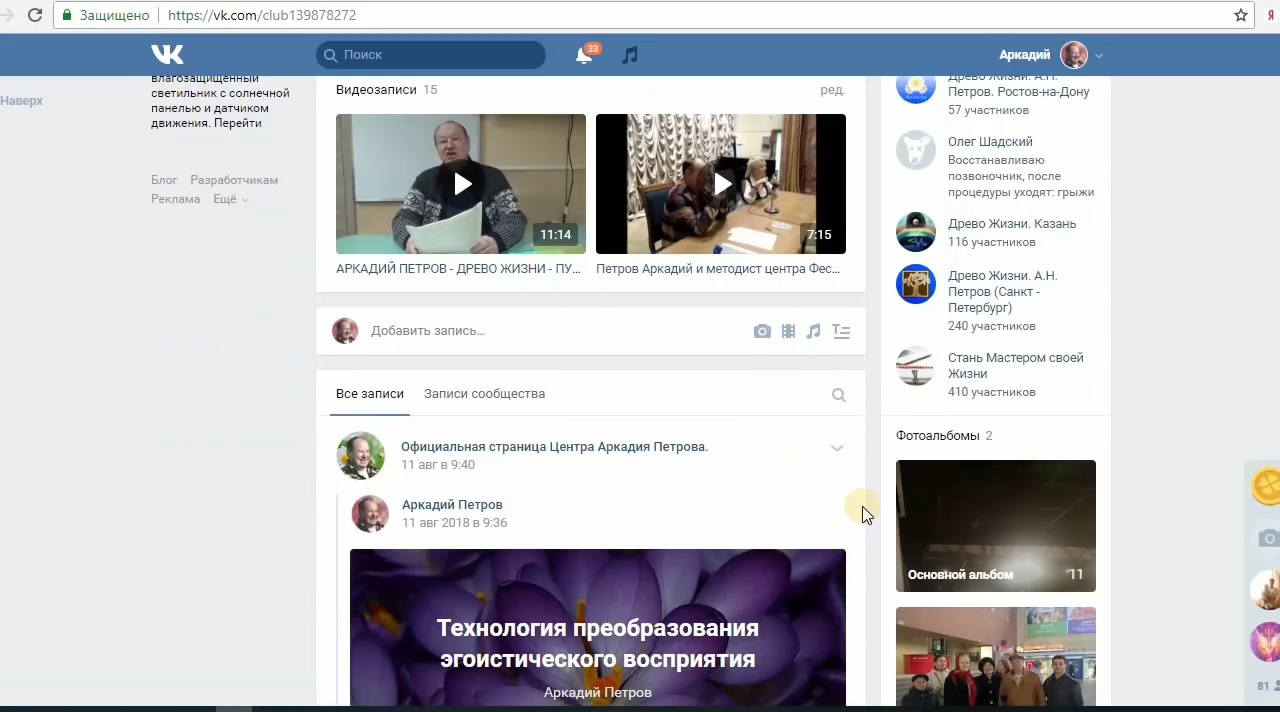 Защищено
https://vk.com/club139878272
Я
Поиск
33
Аркадий
Наверх
влагозащищенный
светильник с солнечной
панелью и датчиком
движения. Перейти
Блог Разработчикам
Реклама Ещё
Видеозаписи 15
ред.
11:14
7:15
АРКАДИЙ ПЕТРОВ - ДРЕВО ЖИЗНИ - ПУ...
Петров Аркадий и методист центра Фес...
Добавить запись...
Все записи
Записи сообщества
Официальная страница Центра Аркадия Петрова.
11 авг в 9:40
Аркадий Петров
11 авг 2018 в 9:36
Технология преобразования
эгоистического восприятия
Аркадий Петров
Древо Жизни. А.Н.
Петров. Ростов-на-Дону
57 участников
Олег Шадский
Восстанавливаю
позвоночник, после
процедуры уходят: грыжи
Древо Жизни. Казань
116 участников
Древо Жизни. А.Н.
Петров (Санкт -
Петербург)
240 участников
Стань Мастером своей
Жизни
410 участников
Фотоальбомы 2
Основной альбом 11
81